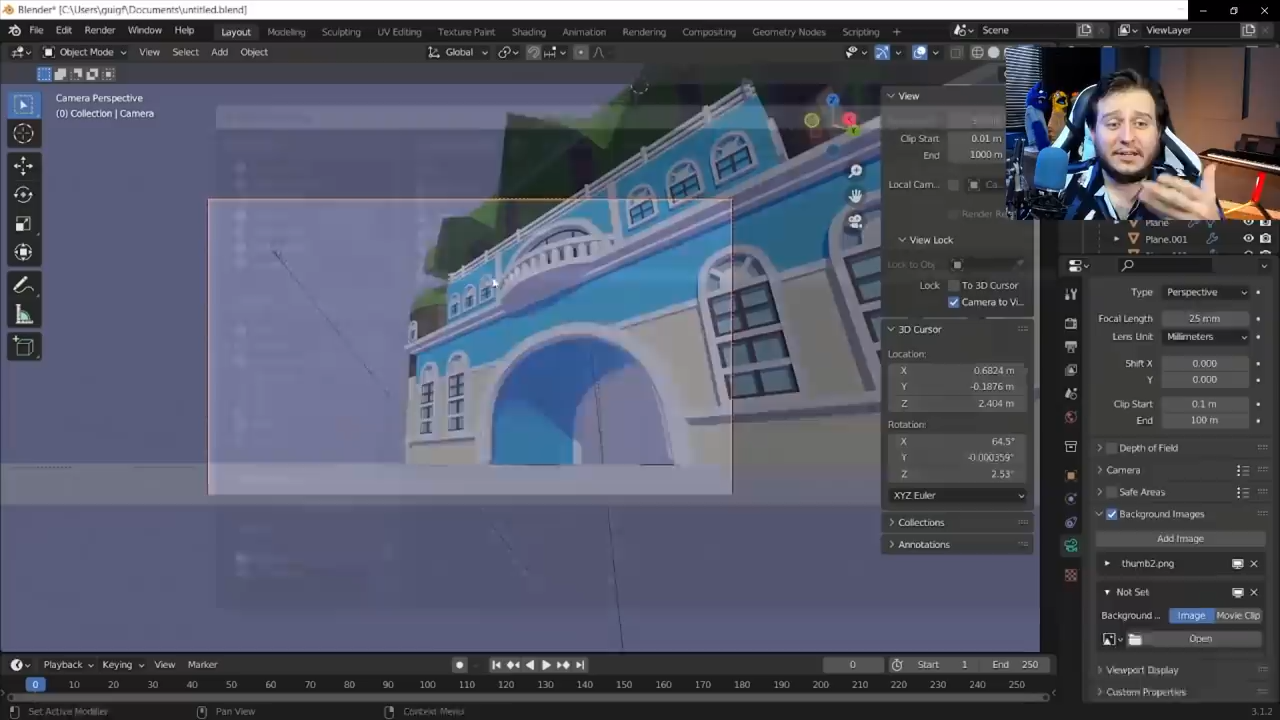 Blender* [C:\Users\guigf\Documents\untitled.blend]
File Edit Render Window Help Layout Modeling Sculpting UV Editing Texture Paint Shading Animation Rendering Compositing Geometry Nodes Scripting + Scene ViewLayer
Object Mode View Select Add Object Global
Camera Perspective
(0) Collection | Camera
View
Clip Start 0.01 m
End 1000 m
Local Cam...
View Lock
Lock to Obj
Lock To 3D Cursor
Camera to Vi...
3D Cursor
Location:
X 0.6824 m
Y -0.1876 m
Z 2.404 m
Rotation:
X 64.5°
Y -0.000359°
Z 2.53°
XYZ Euler
Collections
Annotations
Plane
Plane.001
Type Perspective
Focal Length 25 mm
Lens Unit Millimeters
Shift X 0.000
Y 0.000
Clip Start 0.1 m
End 100 m
Depth of Field
Camera
Safe Areas
Background Images
Add Image
thumb2.png
Not Set
Background ... Image Movie Clip
Open
Viewport Display
Custom Properties
Playback Keying View Marker 0 Start 1 End 250
0 10 20 30 40 50 60 70 80 90 100 110 120 130 140 150 160 170 180 190 200 210 220 230 240 250
Set Active Modifier Pan View Context Menu 3.1.2